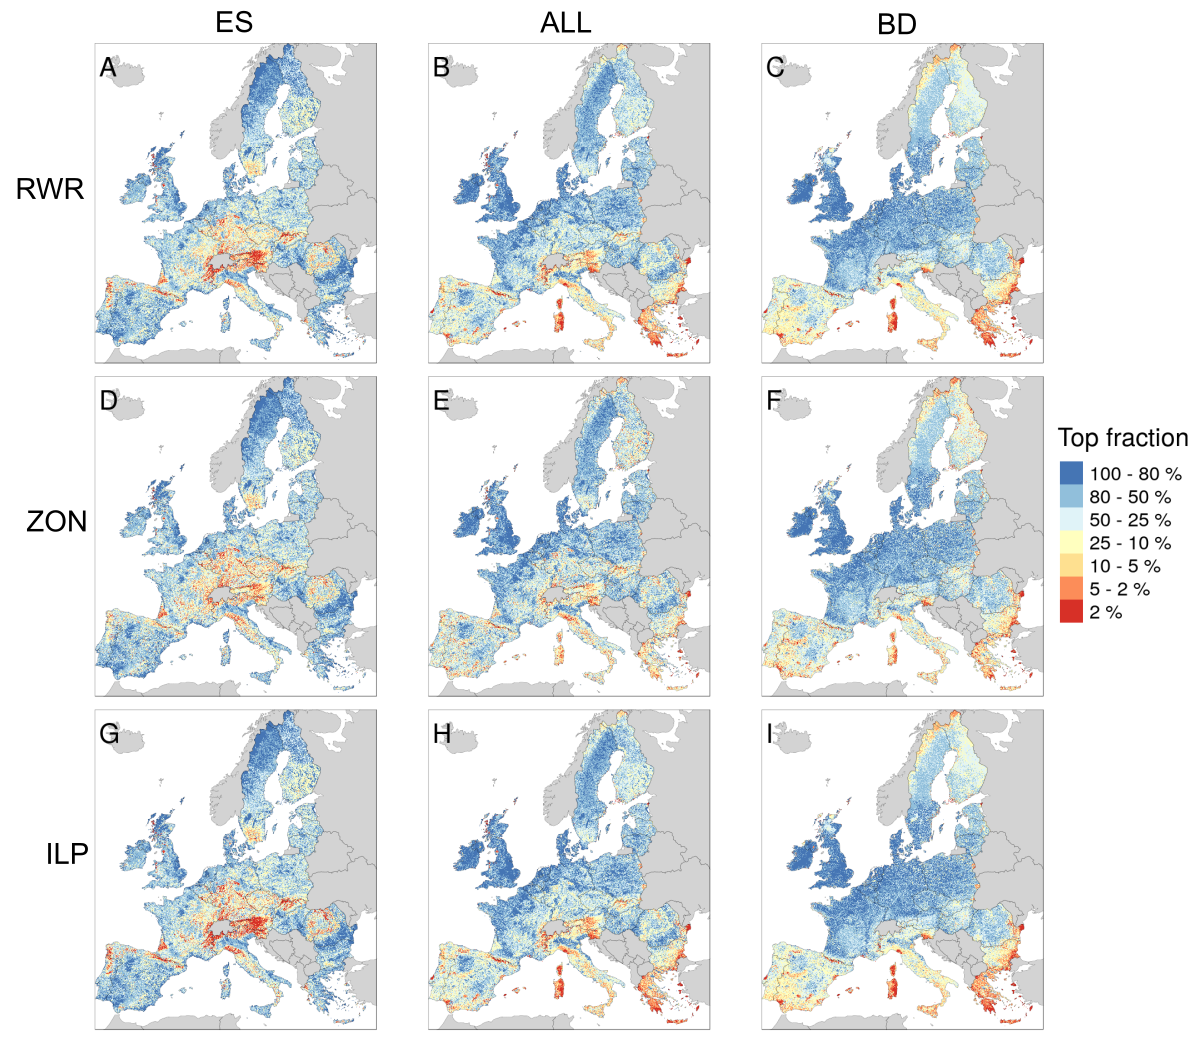 ES ALL BD
RWR
A B C
ZON
D E F
Top fraction
100 - 80 %
80 - 50 %
50 - 25 %
25 - 10 %
10 - 5 %
5 - 2 %
2 %
ILP
G H I